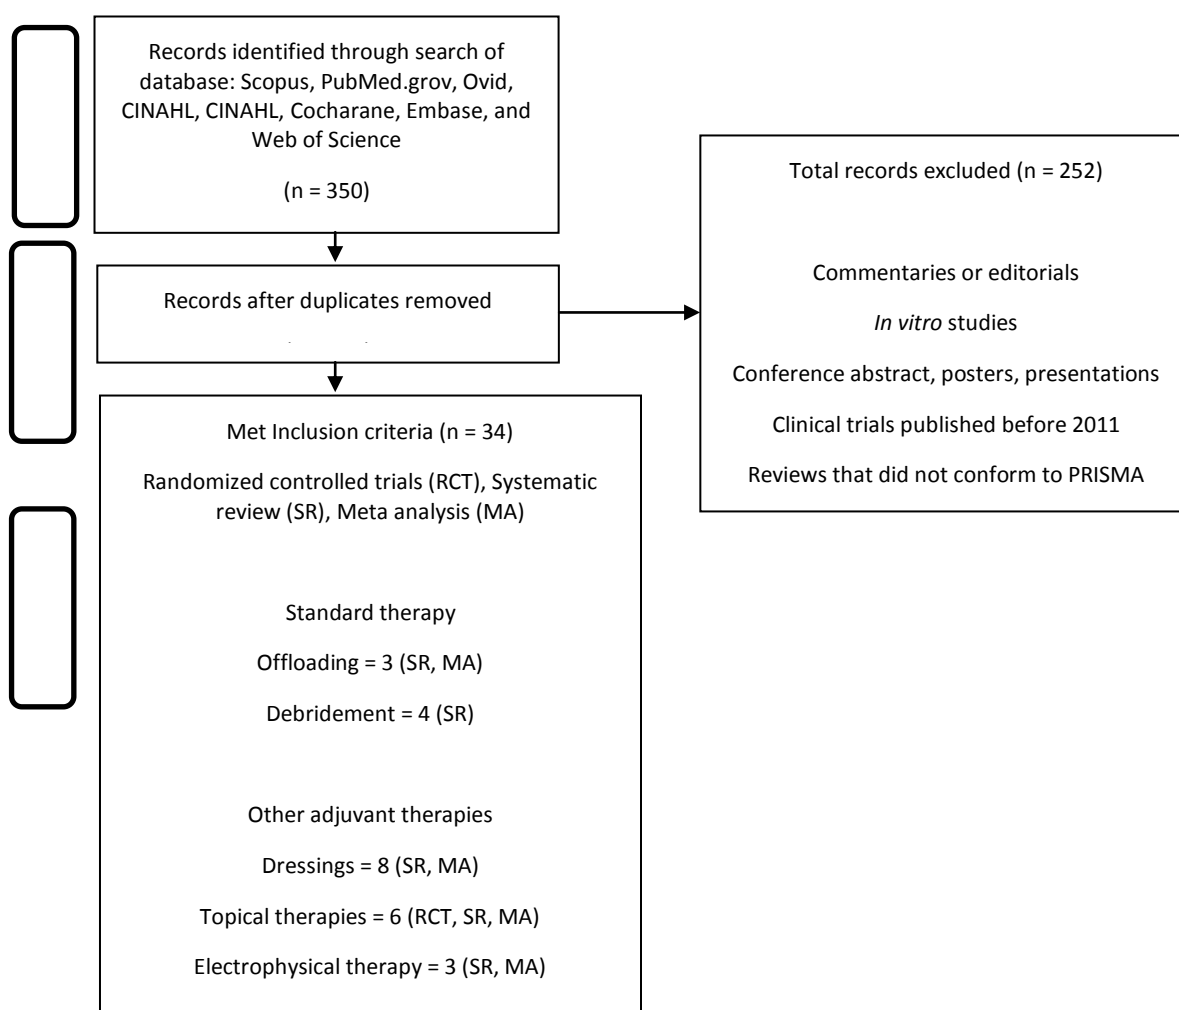 Records identified through search of
database: Scopus, PubMed.grov, Ovid,
CINAHL, CINAHL, Cocharane, Embase, and
Web of Science
(n = 350)
Records after duplicates removed
Total records excluded (n = 252)
Commentaries or editorials
In vitro studies
Conference abstract, posters, presentations
Clinical trials published before 2011
Reviews that did not conform to PRISMA
Met Inclusion criteria (n = 34)
Randomized controlled trials (RCT), Systematic
review (SR), Meta analysis (MA)
Standard therapy
Offloading = 3 (SR, MA)
Debridement = 4 (SR)
Other adjuvant therapies
Dressings = 8 (SR, MA)
Topical therapies = 6 (RCT, SR, MA)
Electrophysical therapy = 3 (SR, MA)